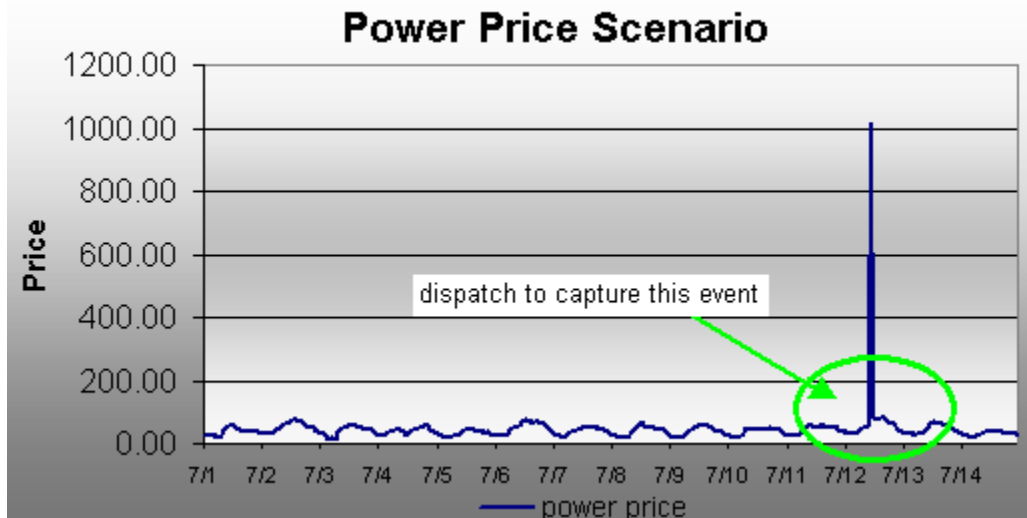 Power Price Scenario
1200.00
1000.00
800.00
600.00
400.00
200.00
0.00
Price
dispatch to capture this event
7/1 7/2 7/3 7/4 7/5 7/6 7/7 7/8 7/9 7/10 7/11 7/12 7/13 7/14
power price